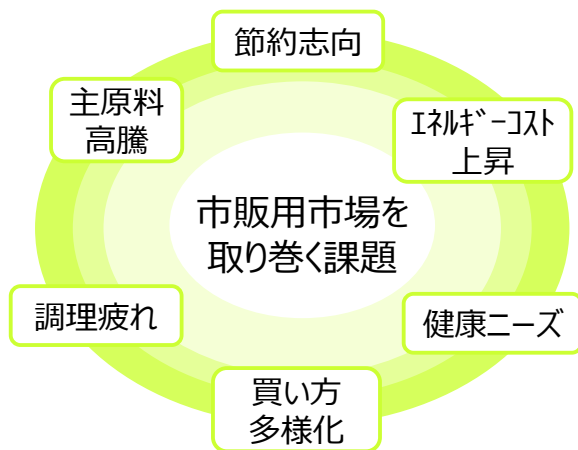 節約志向
主原料
高騰
ｴﾈﾙｷﾞｰｺｽﾄ
上昇
市販用市場を
取り巻く課題
調理疲れ
健康ニーズ
買い方
多様化